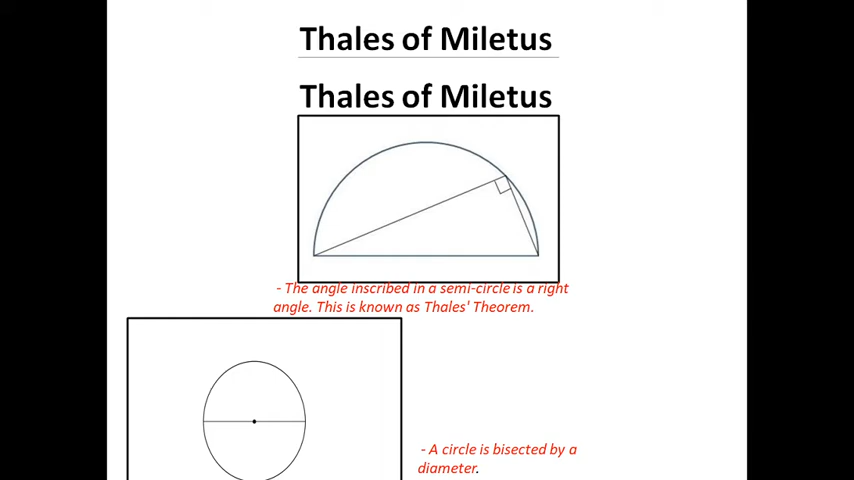 Thales of Miletus
Thales of Miletus
- The angle inscribed in a semi-circle is a right
angle. This is known as Thales' Theorem.
- A circle is bisected by a
diameter.